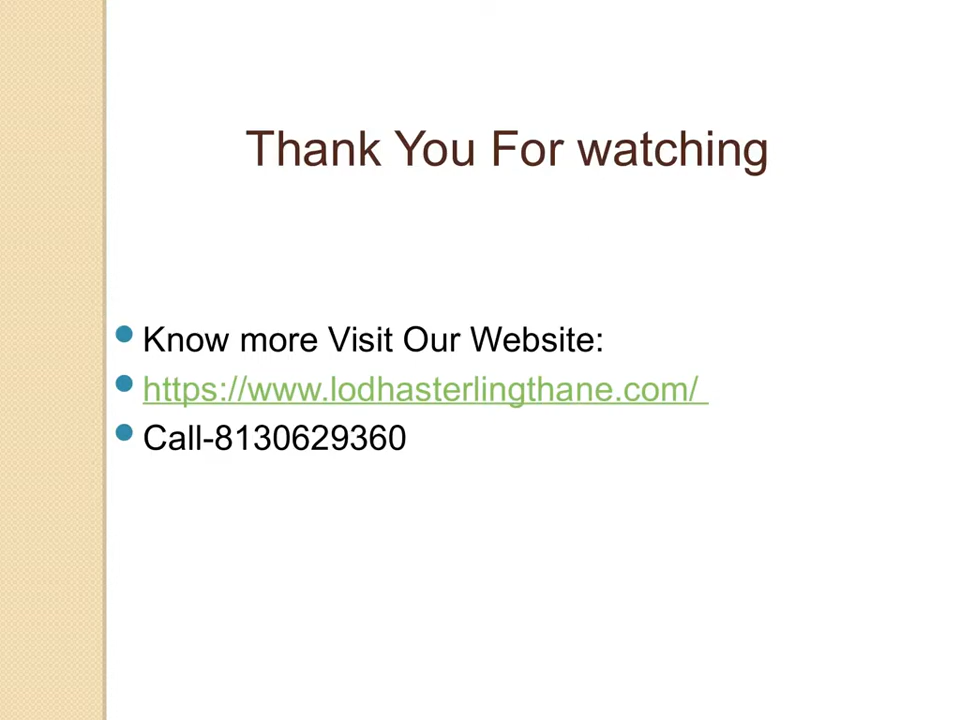 Thank You For watching
Know more Visit Our Website:
https://www.lodhasterlingthane.com/
Call-8130629360